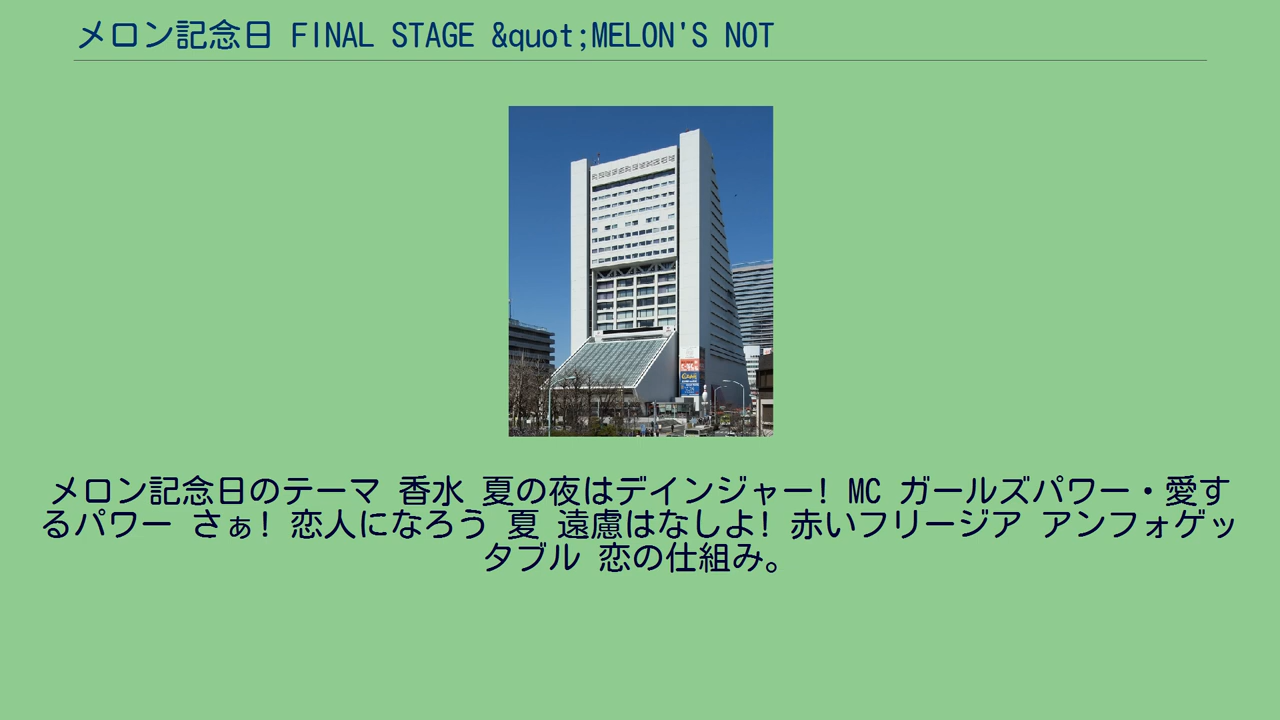 メロン記念日 FINAL STAGE &quot;MELON'S NOT
メロン記念日のテーマ 香水 夏の夜はデインジャー! MC ガールズパワー・愛す
るパワー さぁ! 恋人になろう 夏 遠慮はなしよ! 赤いフリージア アンフォゲッ
タブル 恋の仕組み。